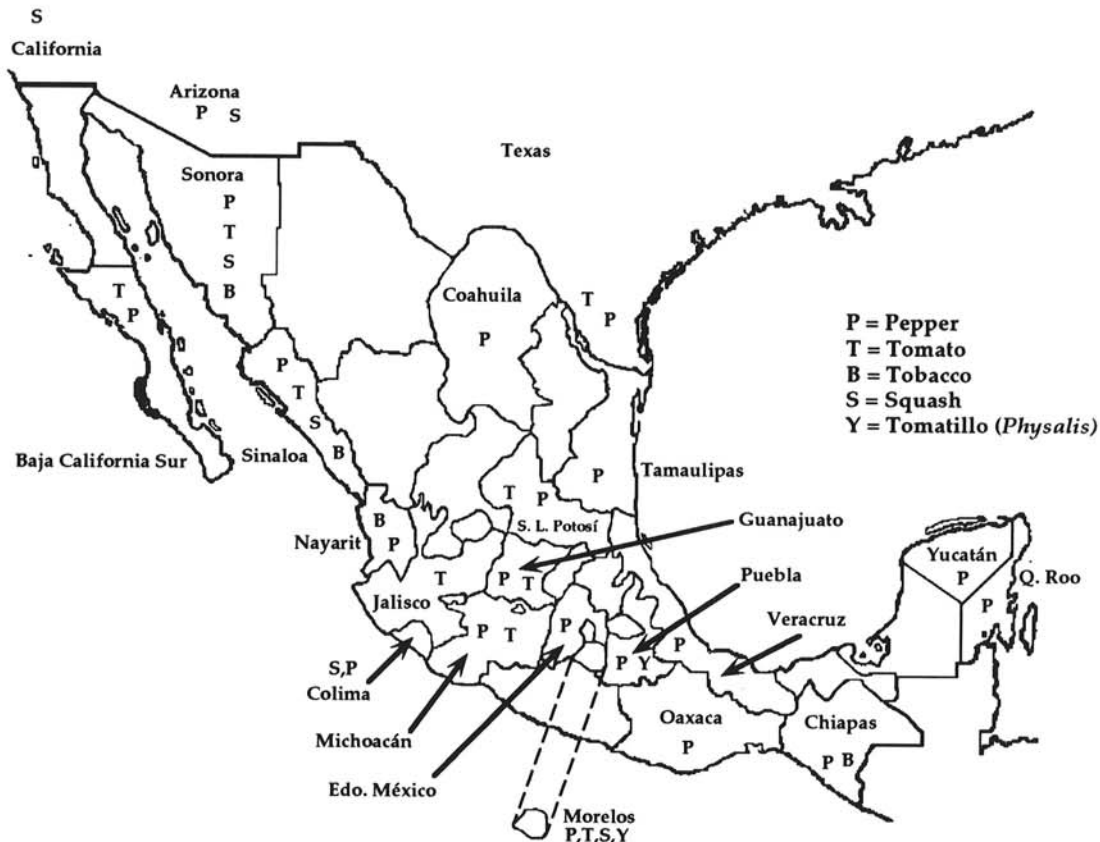 S
California
Arizona
P S
Texas
Sonora
P
T
S
B
T
P
Coahuila
P
T
P
P = Pepper
T = Tomato
B = Tobacco
S = Squash
Y = Tomatillo (Physalis)
P
T
S
B
Baja California Sur
Sinaloa
P
Tamaulipas
T P
S. L. Potosí
B
P
Nayarit
Guanajuato
Yucatán
P
Q. Roo
P
T
P T
Jalisco
Puebla
Veracruz
P T
P
P Y
P
S,P
Colima
Michoacán
Oaxaca
P
Chiapas
P B
Edo. México
Morelos
P,T,S,Y